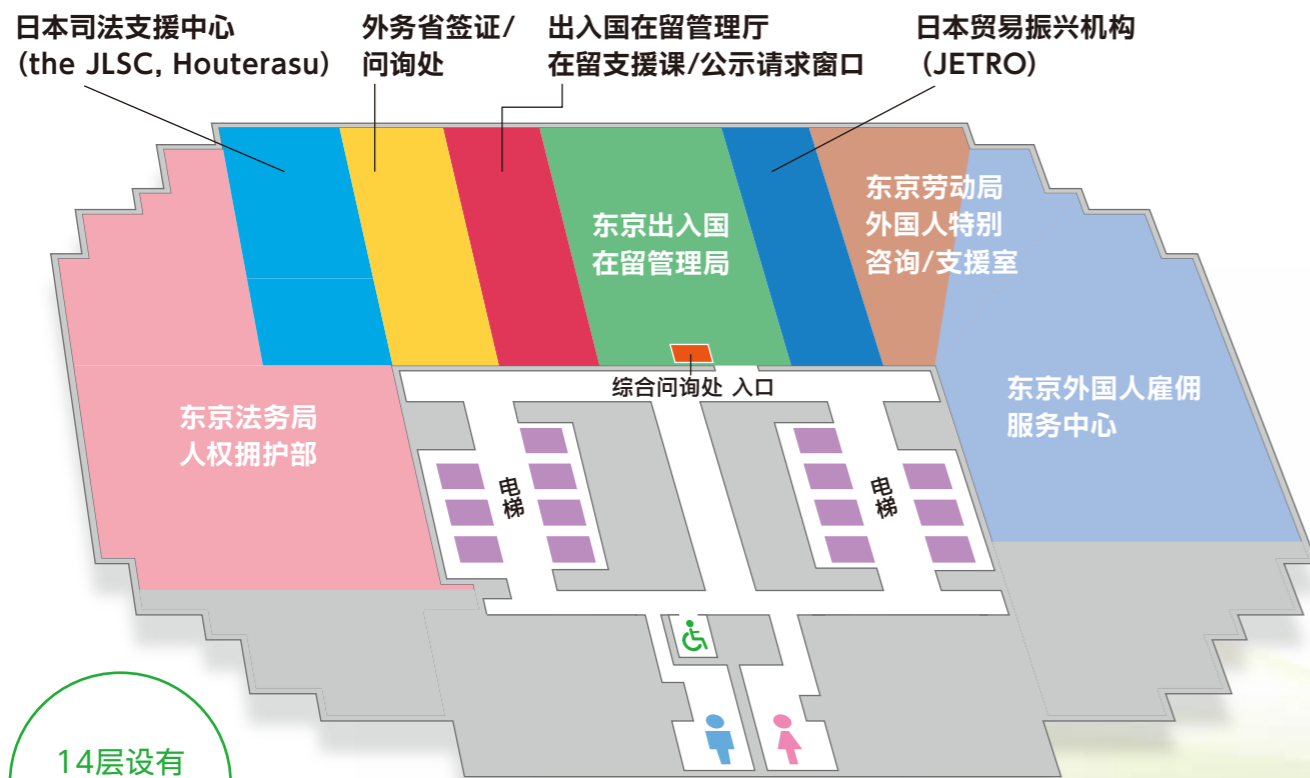 日本司法支援中心
(the JLSC, Houterasu)
外务省签证/
问询处
出入国在留管理厅
在留支援课/公示请求窗口
日本贸易振兴机构
(JETRO)
东京出入国
在留管理局
东京劳动局
外国人特别
咨询/支援室
综合问询处 入口
东京法务局
人权拥护部
东京外国人雇佣
服务中心
电梯
电梯
14层设有